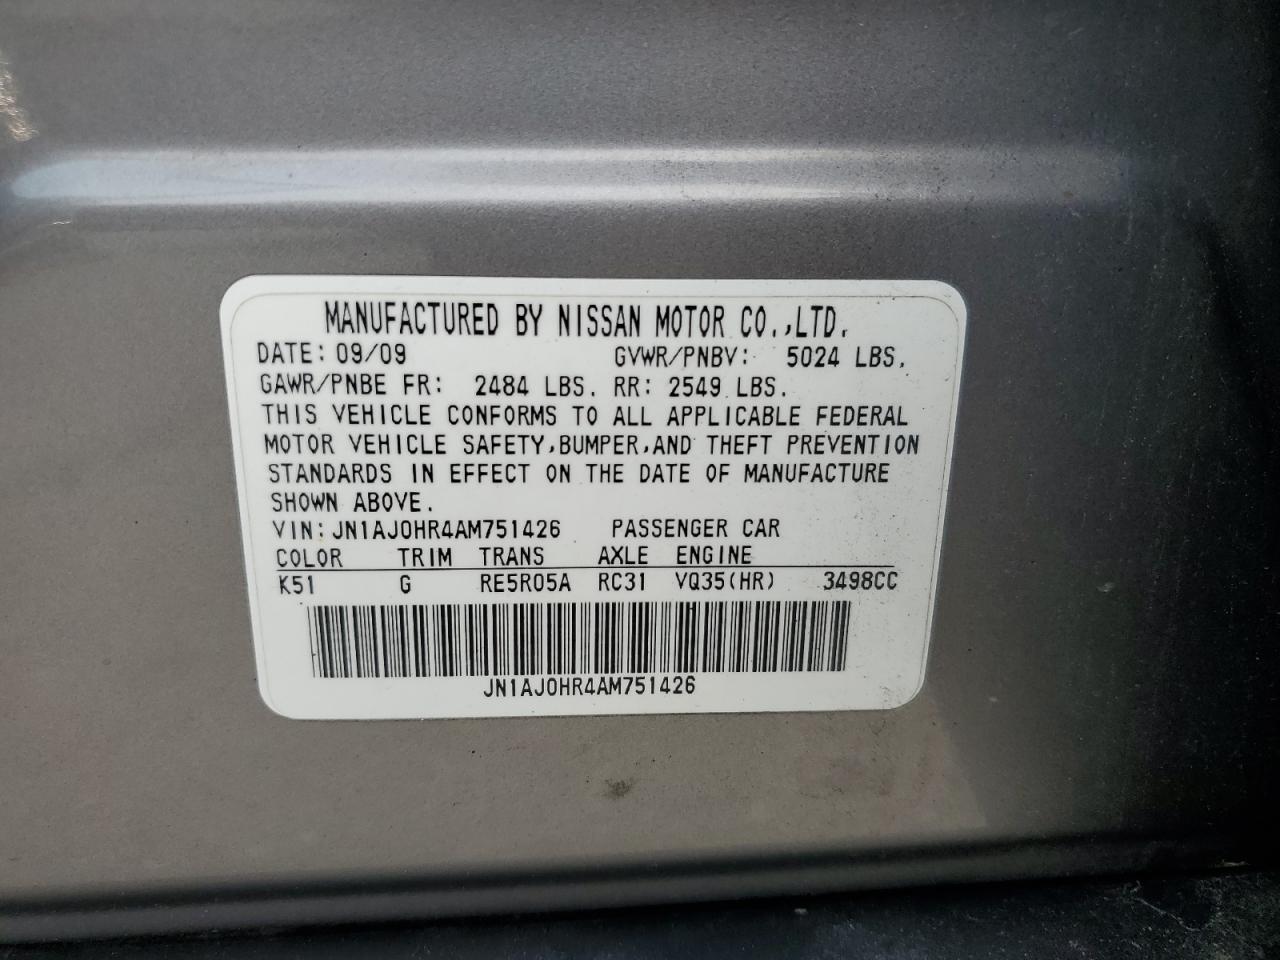 MANUFACTURED BY NISSAN MOTOR CO.,LTD.
DATE: 09/09 GVWR/PNBV: 5024 LBS.
GAWR/PNBE FR: 2484 LBS. RR: 2549 LBS.
THIS VEHICLE CONFORMS TO ALL APPLICABLE FEDERAL
MOTOR VEHICLE SAFETY,BUMPER,AND THEFT PREVENTION
STANDARDS IN EFFECT ON THE DATE OF MANUFACTURE
SHOWN ABOVE.
VIN:JN1AJ0HR4AM751426 PASSENGER CAR
COLOR TRIM TRANS AXLE ENGINE
K51 G RE5R05A RC31 VQ35(HR) 3498CC
JN1AJ0HR4AM751426